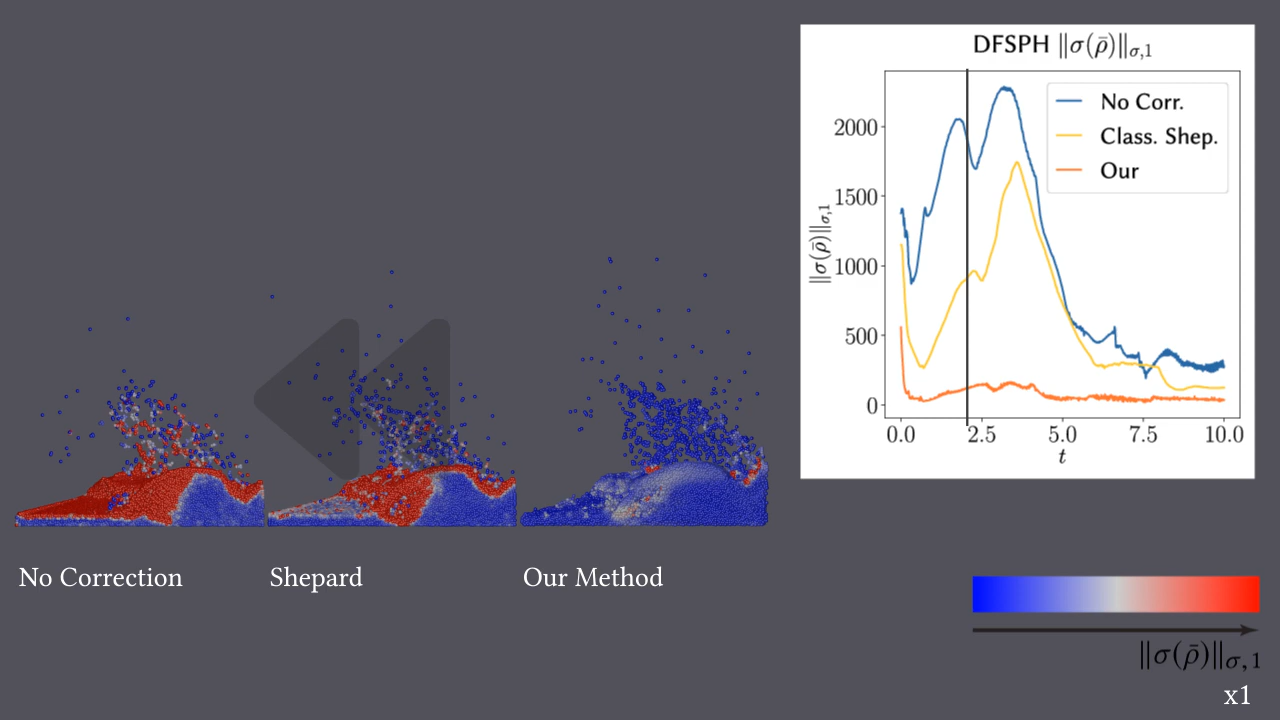 DFSPH ‖σ(ρ̄)‖σ,1
No Corr.
Class. Shep.
Our
2000
1500
1000
500
0
‖σ(ρ̄)‖σ,1
0.0 2.5 5.0 7.5 10.0
t
No Correction Shepard Our Method
‖σ(ρ̄)‖σ,1
x1